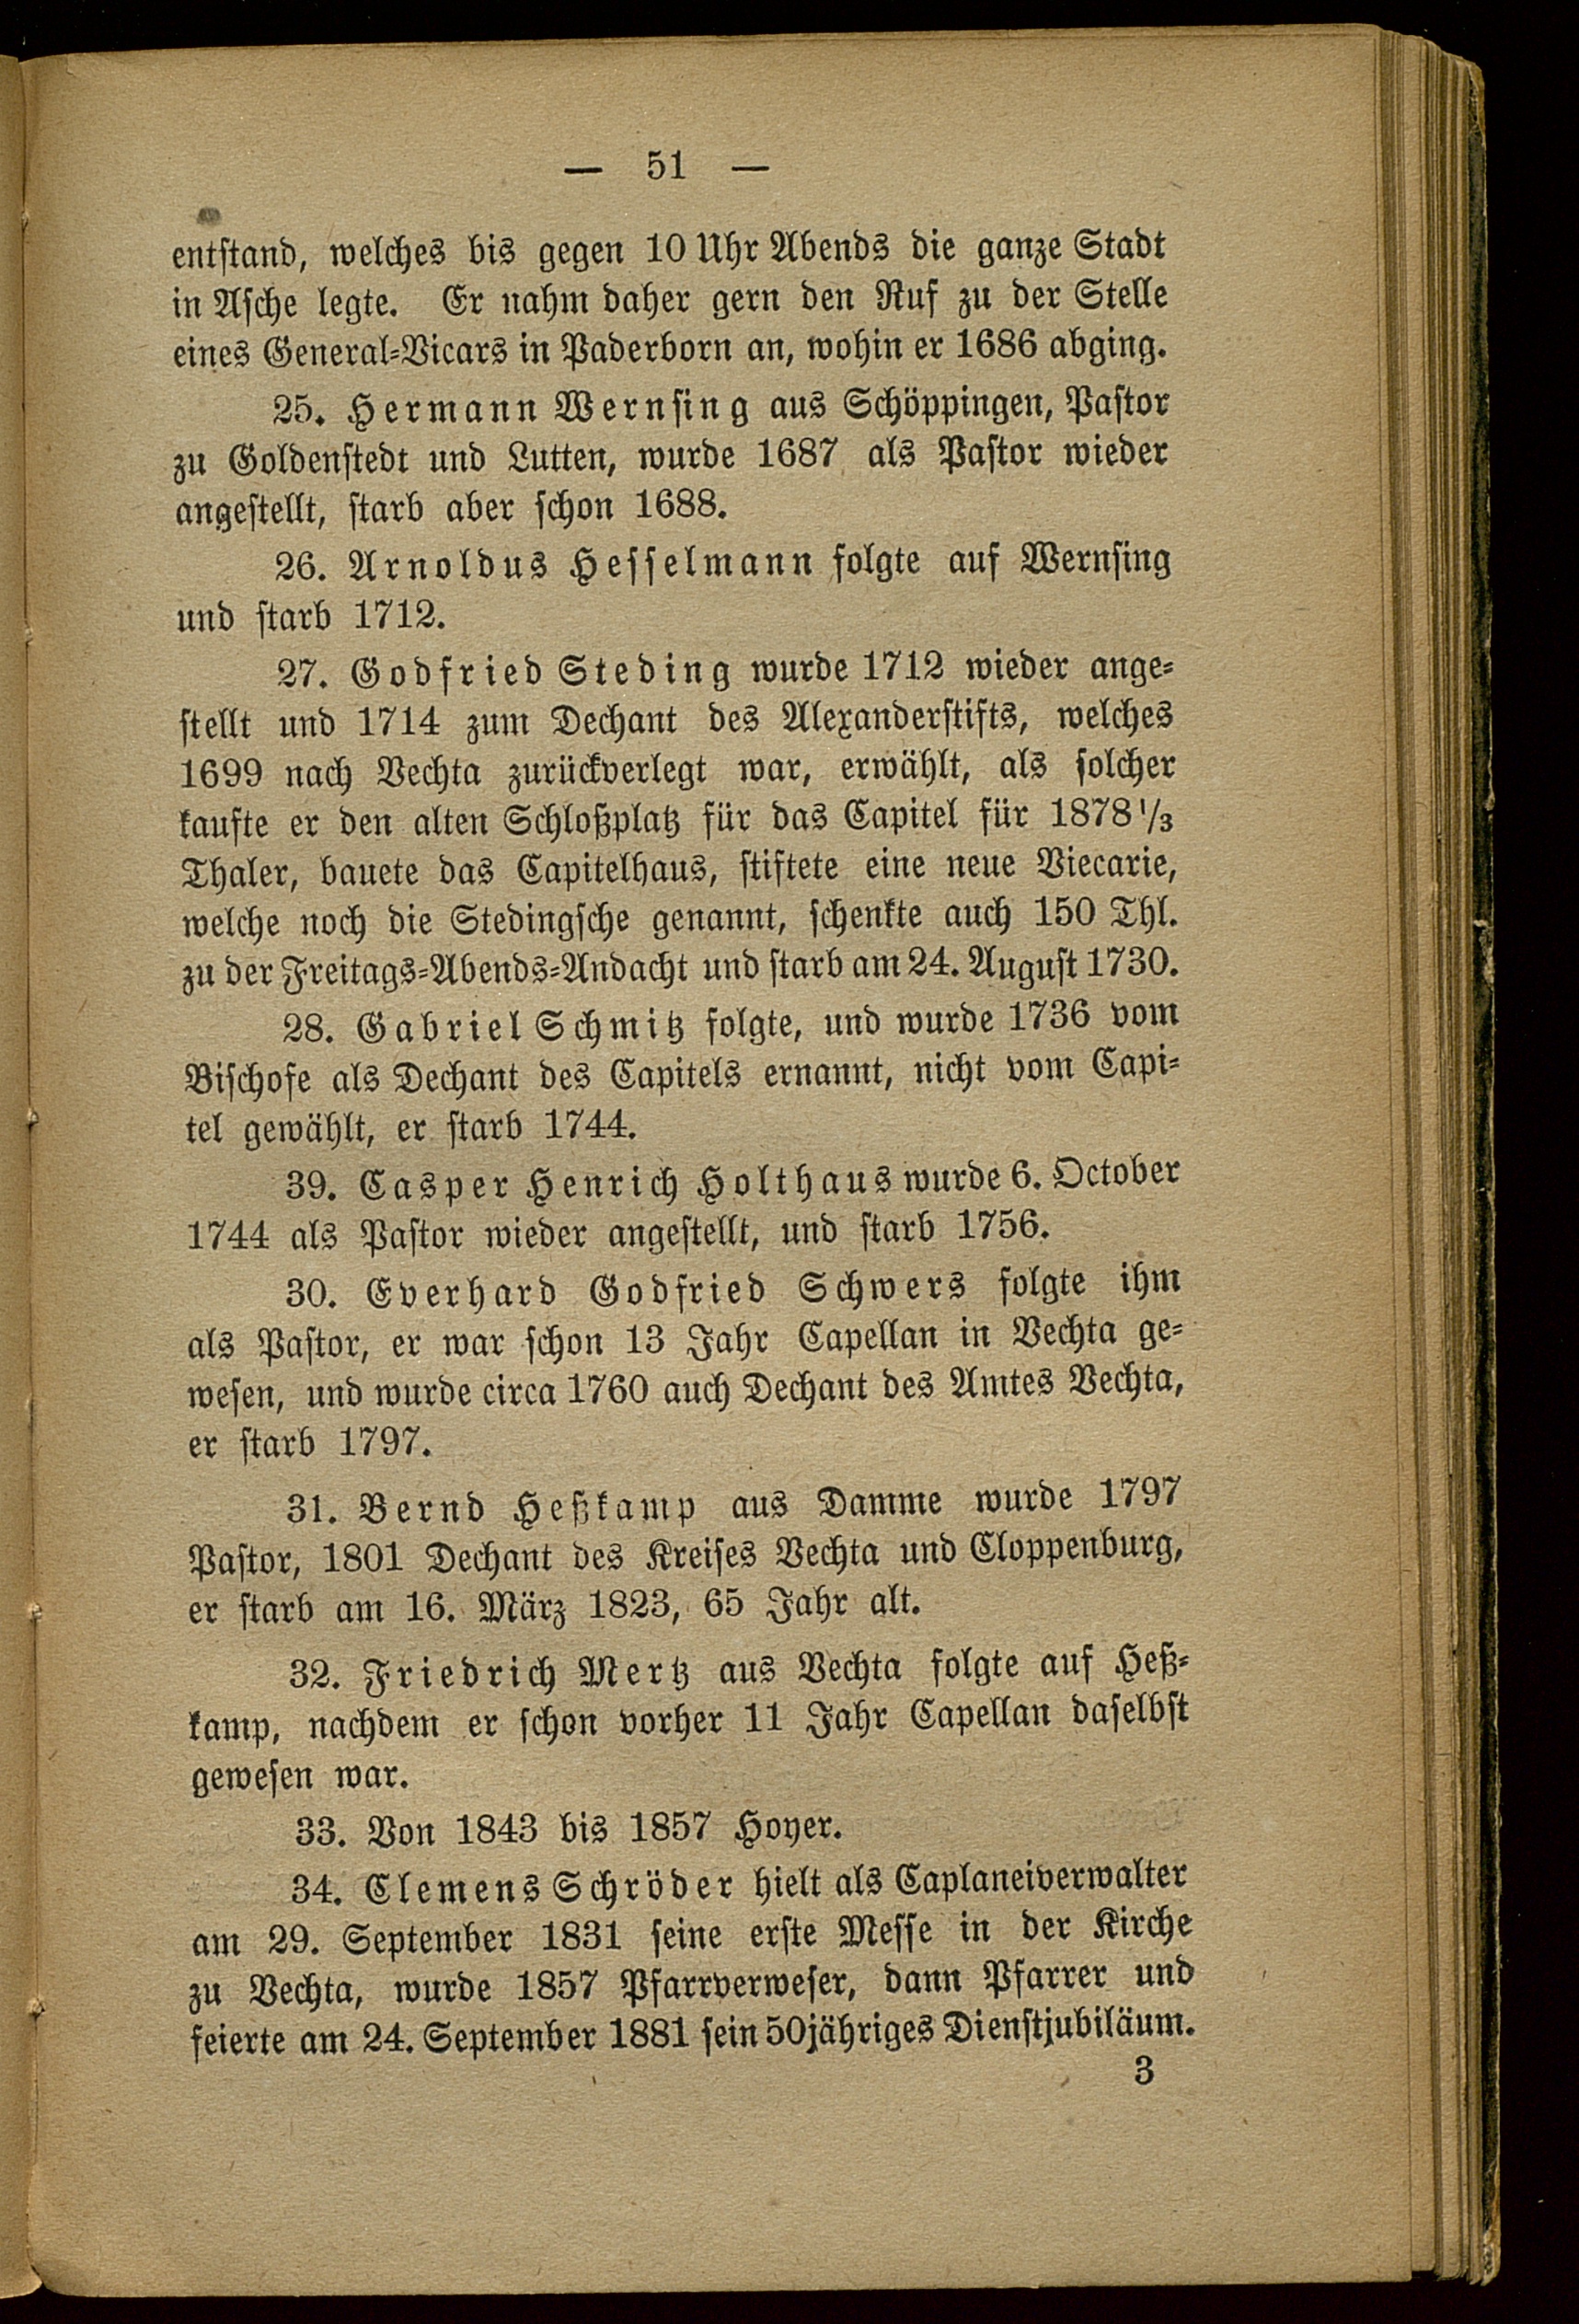 — 51 —
entstand, welches bis gegen 10 Uhr Abends die ganze Stadt
in Asche legte. Er nahm daher gern den Ruf zu der Stelle
eines General-Vicars in Paderborn an, wohin er 1686 abging.
25. Hermann Wernsing aus Schöppingen, Pastor
zu Goldenstedt und Lutten, wurde 1687 als Pastor wieder
angestellt, starb aber schon 1688.
26. Arnoldus Hesselmann folgte auf Wernsing
und starb 1712.
27. Godfried Steding wurde 1712 wieder ange-
stellt und 1714 zum Dechant des Alexanderstifts, welches
1699 nach Vechta zurückverlegt war, erwählt, als solcher
kaufte er den alten Schloßplatz für das Capitel für 1878 1/3
Thaler, bauete das Capitelhaus, stiftete eine neue Viecarie,
welche noch die Stedingsche genannt, schenkte auch 150 Thl.
zu der Freitags-Abends-Andacht und starb am 24. August 1730.
28. Gabriel Schmitz folgte, und wurde 1736 vom
Bischofe als Dechant des Capitels ernannt, nicht vom Capi-
tel gewählt, er starb 1744.
39. Casper Henrich Holthaus wurde 6. October
1744 als Pastor wieder angestellt, und starb 1756.
30. Everhard Godfried Schwers folgte ihm
als Pastor, er war schon 13 Jahr Capellan in Vechta ge-
wesen, und wurde circa 1760 auch Dechant des Amtes Vechta,
er starb 1797.
31. Bernd Heßkamp aus Damme wurde 1797
Pastor, 1801 Dechant des Kreises Vechta und Cloppenburg,
er starb am 16. März 1823, 65 Jahr alt.
32. Friedrich Mertz aus Vechta folgte auf Heß-
kamp, nachdem er schon vorher 11 Jahr Capellan daselbst
gewesen war.
33. Von 1843 bis 1857 Hoyer.
34. Clemens Schröder hielt als Caplaneiverwalter
am 29. September 1831 seine erste Messe in der Kirche
zu Vechta, wurde 1857 Pfarrverweser, dann Pfarrer und
feierte am 24. September 1881 sein 50jähriges Dienstjubiläum.
3